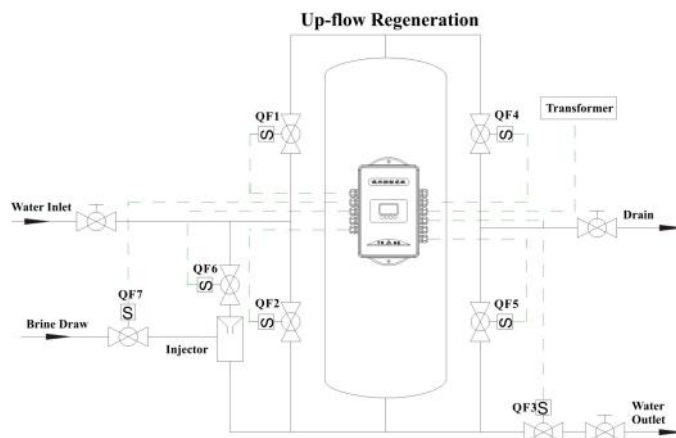 Up-flow Regeneration
QF1
QF4
Transformer
Water Inlet
Drain
QF6
QF7
S
S
S
S
S
S
S
QF2
QF5
Brine Draw
Injector
QF3
Water
Outlet